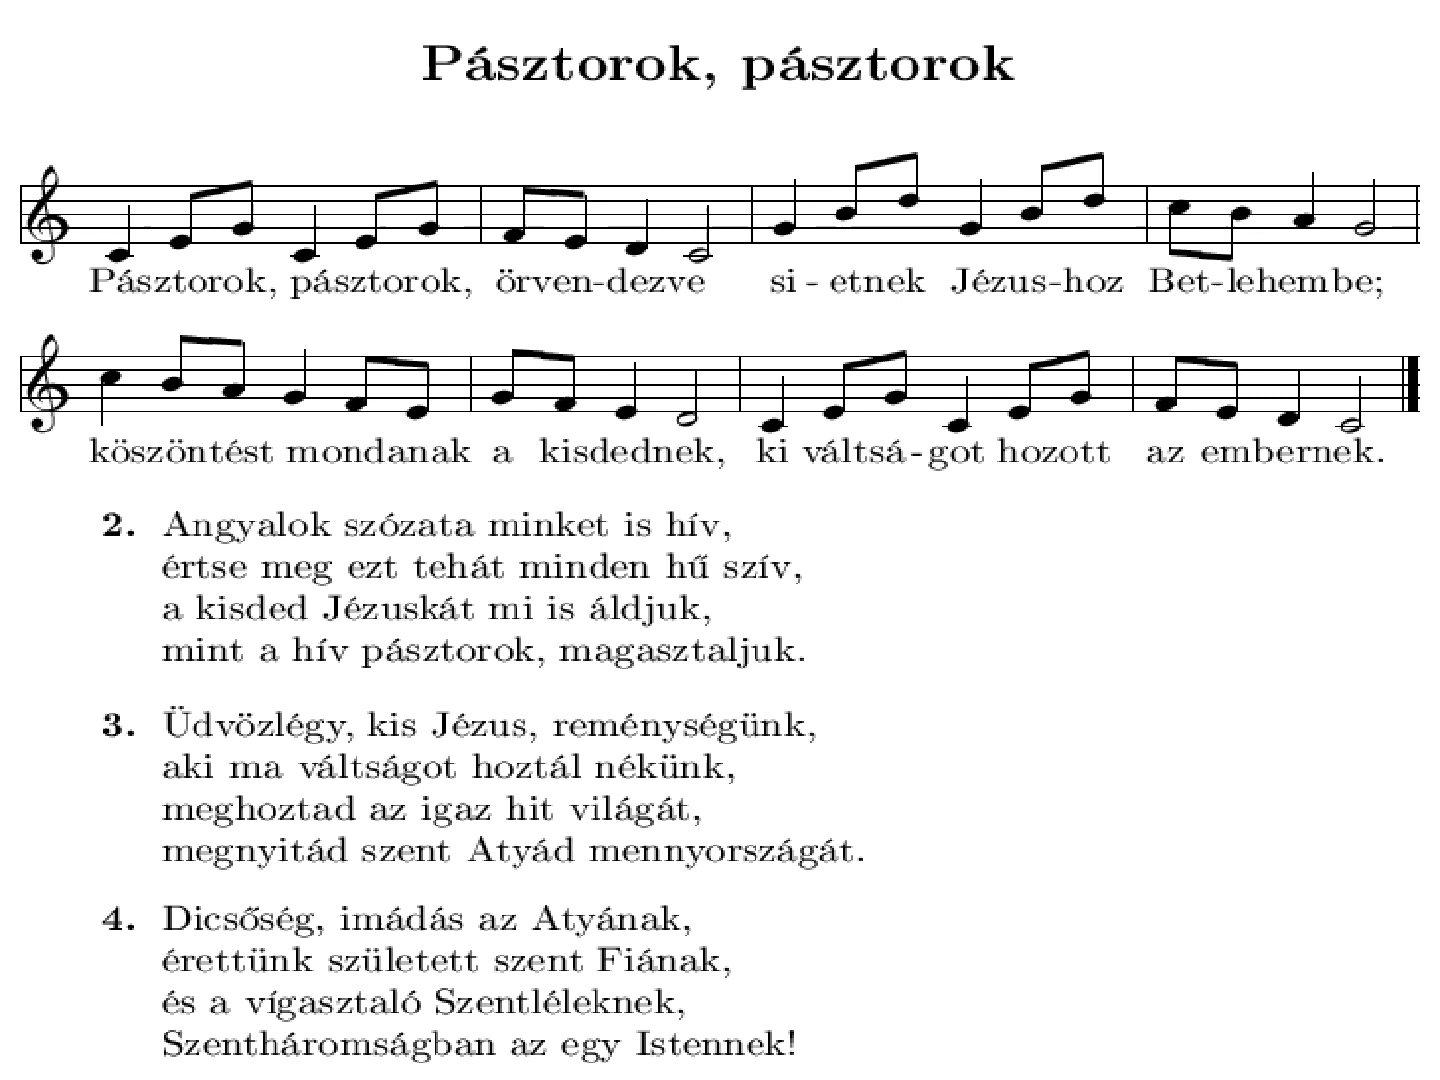 Pásztorok, pásztorok
Pásztorok, pásztorok, örven-dezve si - etnek Jézus-hoz Bet-lehembe;
köszöntést mondanak a kisdednek, ki váltsá-got hozott az embernek.
2. Angyalok szózata minket is hív,
értse meg ezt tehát minden hű szív,
a kisded Jézuskát mi is áldjuk,
mint a hív pásztorok, magasztaljuk.
3. Üdvözlégy, kis Jézus, reménységünk,
aki ma váltságot hoztál nékünk,
meghoztad az igaz hit világát,
megnyitád szent Atyád mennyországát.
4. Dicsőség, imádás az Atyának,
érettünk született szent Fiának,
és a vígasztaló Szentléleknek,
Szentháromságban az egy Istennek!